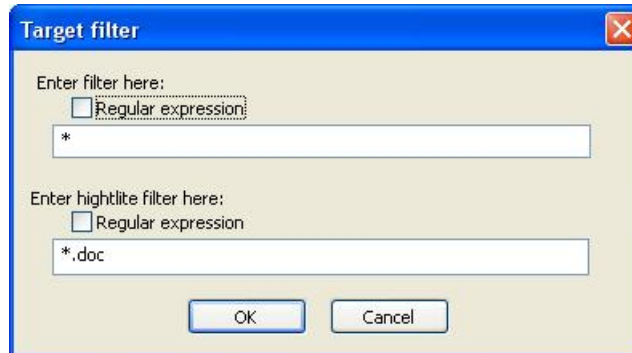 Target filter
Enter filter here:
Regular expression
*
Enter hightlite filter here:
Regular expression
*.doc
OK Cancel